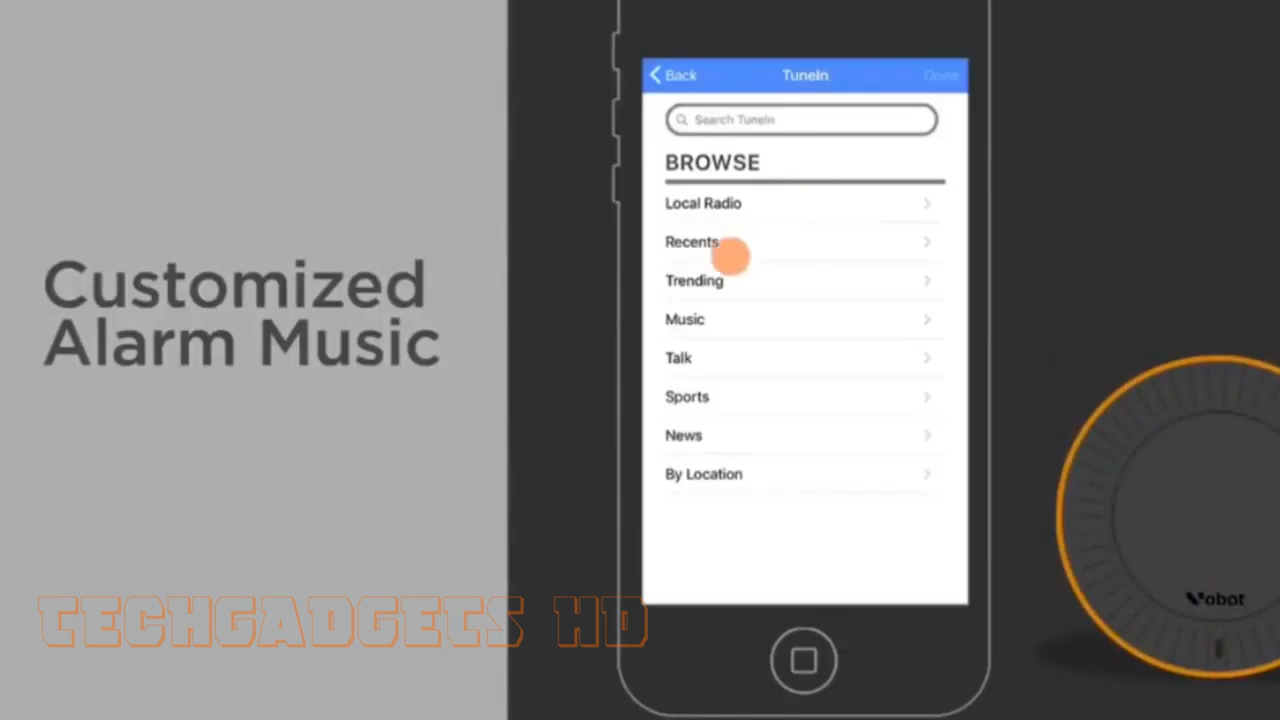 Customized
Alarm Music
Back
TuneIn
Done
Search TuneIn
BROWSE
Local Radio
Recents
Trending
Music
Talk
Sports
News
By Location
Vobot
TECHGADGETS HD